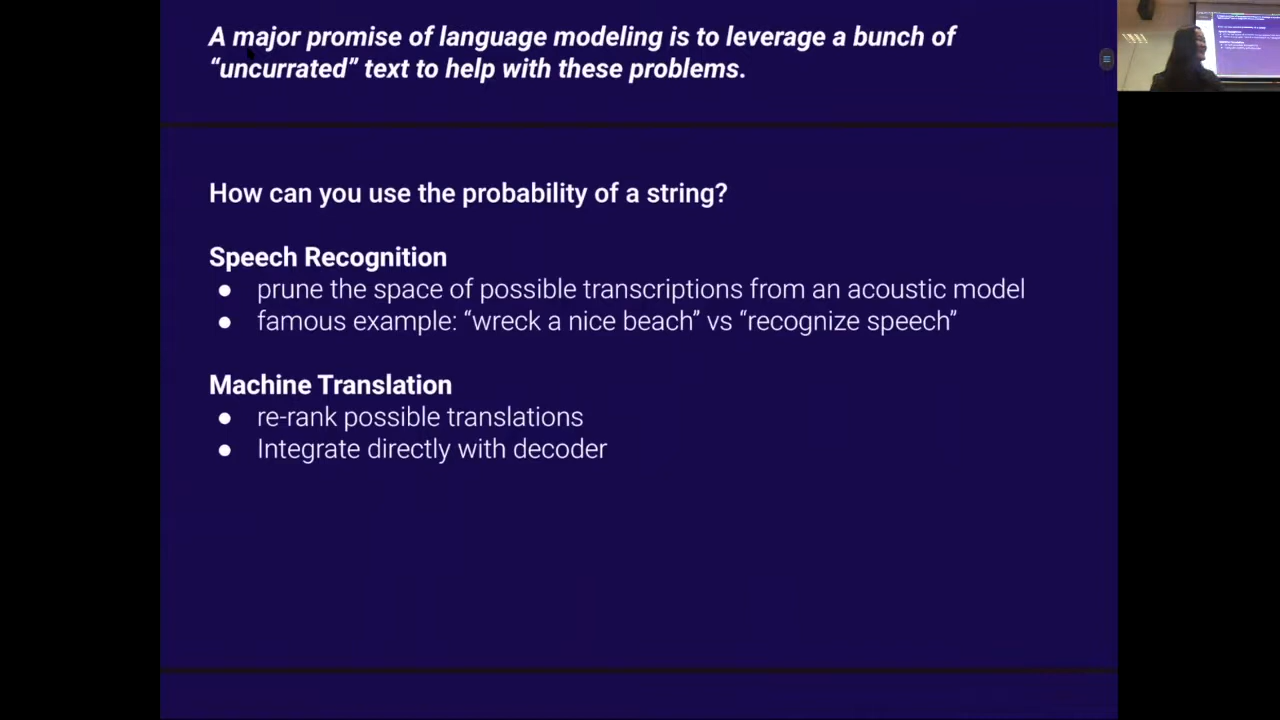 A major promise of language modeling is to leverage a bunch of
“uncurrated” text to help with these problems.
How can you use the probability of a string?
Speech Recognition
● prune the space of possible transcriptions from an acoustic model
● famous example: “wreck a nice beach” vs “recognize speech”
Machine Translation
● re-rank possible translations
● Integrate directly with decoder